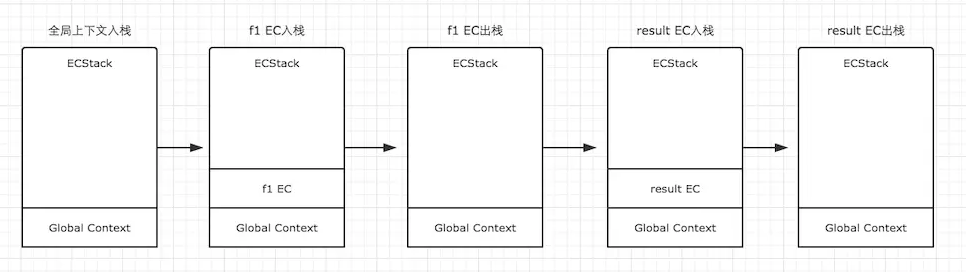 全局上下文入栈
f1 EC入栈
f1 EC出栈
result EC入栈
result EC出栈
ECStack
ECStack
ECStack
ECStack
ECStack
f1 EC
result EC
Global Context
Global Context
Global Context
Global Context
Global Context